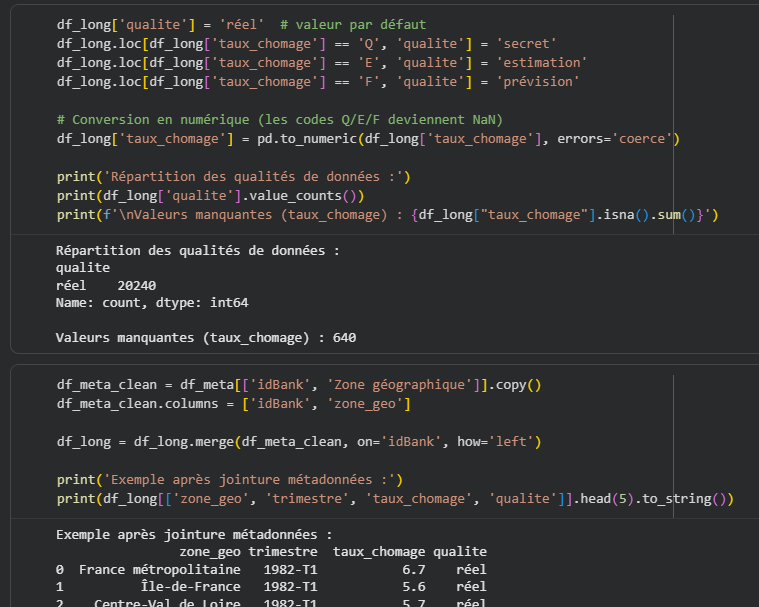 df_long['qualite'] = 'réel'  # valeur par défaut
df_long.loc[df_long['taux_chomage'] == 'Q', 'qualite'] = 'secret'
df_long.loc[df_long['taux_chomage'] == 'E', 'qualite'] = 'estimation'
df_long.loc[df_long['taux_chomage'] == 'F', 'qualite'] = 'prévision'
# Conversion en numérique (les codes Q/E/F deviennent NaN)
df_long['taux_chomage'] = pd.to_numeric(df_long['taux_chomage'], errors='coerce')
print('Répartition des qualités de données :')
print(df_long['qualite'].value_counts())
print(f'\nValeurs manquantes (taux_chomage) : {df_long["taux_chomage"].isna().sum()}')
Répartition des qualités de données :
qualite
réel    20240
Name: count, dtype: int64
Valeurs manquantes (taux_chomage) : 640
df_meta_clean = df_meta[['idBank', 'Zone géographique']].copy()
df_meta_clean.columns = ['idBank', 'zone_geo']
df_long = df_long.merge(df_meta_clean, on='idBank', how='left')
print('Exemple après jointure métadonnées :')
print(df_long[['zone_geo', 'trimestre', 'taux_chomage', 'qualite']].head(5).to_string())
Exemple après jointure métadonnées :
zone_geo trimestre  taux_chomage qualite
0  France métropolitaine   1982-T1           6.7    réel
1          Île-de-France   1982-T1           5.6    réel
2    Centre-Val de Loire   1982-T1           5.7    réel